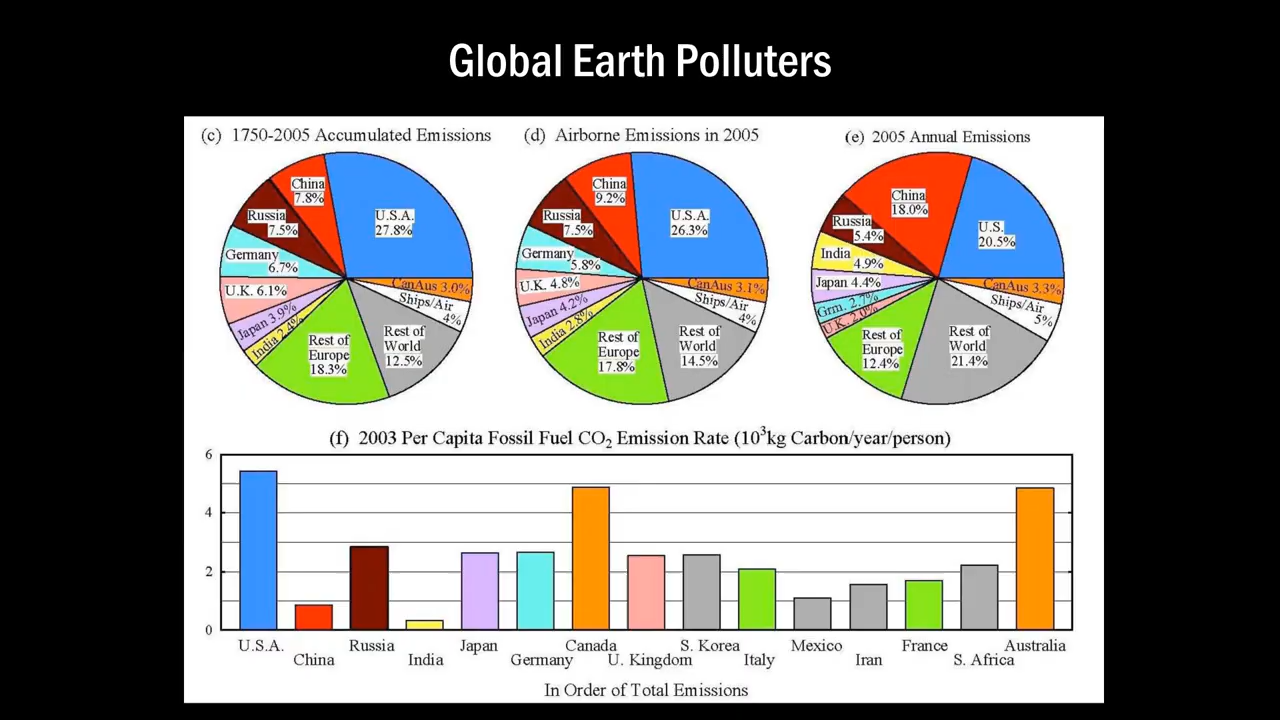 Global Earth Polluters
(c) 1750-2005 Accumulated Emissions
China
7.8%
U.S.A.
27.8%
Russia
7.5%
Germany
6.7%
U.K. 6.1%
Japan 3.9%
India 2.4%
Rest of
Europe
18.3%
Rest of
World
12.5%
Ships/Air
4%
CanAus 3.0%
(d) Airborne Emissions in 2005
China
9.2%
U.S.A.
26.3%
Russia
7.5%
Germany
5.8%
U.K. 4.8%
Japan 4.2%
India 2.8%
Rest of
Europe
17.8%
Rest of
World
14.5%
Ships/Air
4%
CanAus 3.1%
(e) 2005 Annual Emissions
China
18.0%
U.S.
20.5%
Russia
5.4%
India
4.9%
Japan 4.4%
Grm. 2.7%
U.K. 2.0%
Rest of
Europe
12.4%
Rest of
World
21.4%
Ships/Air
5%
CanAus 3.3%
(f) 2003 Per Capita Fossil Fuel CO₂ Emission Rate (10³kg Carbon/year/person)
6
4
2
0
U.S.A.
China
Russia
India
Japan
Germany
Canada
U. Kingdom
S. Korea
Italy
Mexico
Iran
France
S. Africa
Australia
In Order of Total Emissions